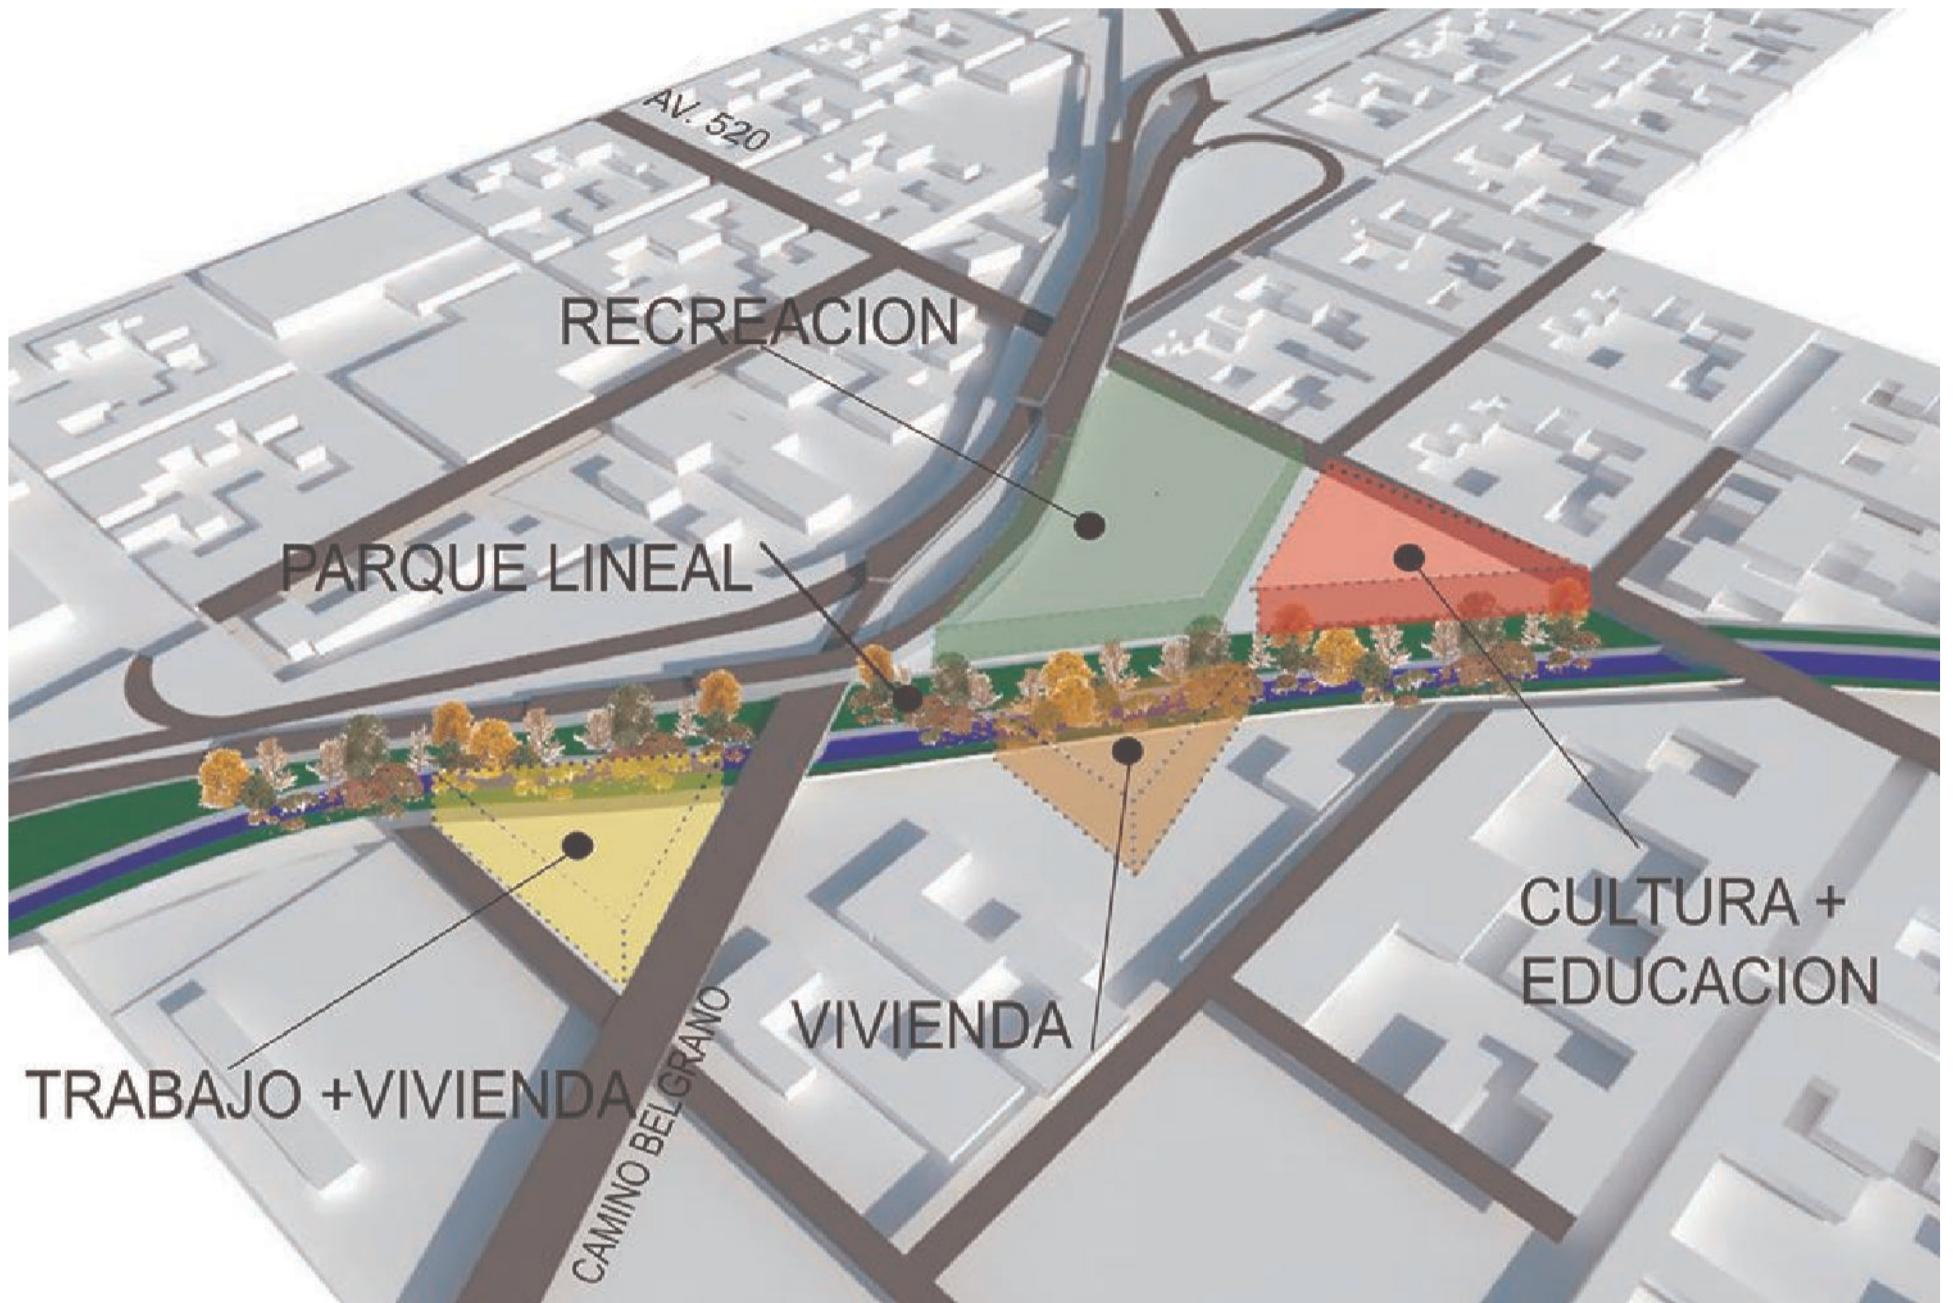 AV. 520
RECREACION
PARQUE LINEAL
CULTURA +
EDUCACION
VIVIENDA
TRABAJO +VIVIENDA
CAMINO BELGRANO